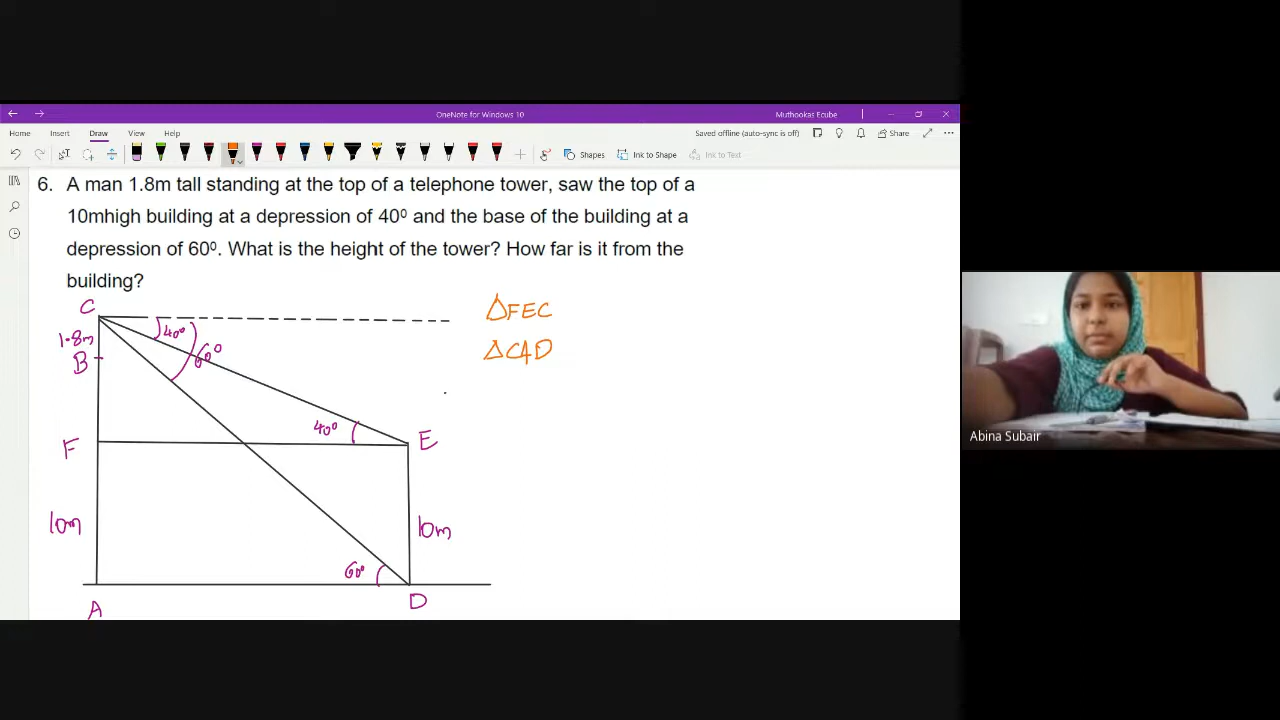 OneNote for Windows 10
Muthookas Ecube
Home Insert Draw View Help
Saved offline (auto-sync is off)
Share
Shapes
Ink to Shape
Ink to Text
6. A man 1.8m tall standing at the top of a telephone tower, saw the top of a
10mhigh building at a depression of 40⁰ and the base of the building at a
depression of 60⁰. What is the height of the tower? How far is it from the
building?
C
△FEC
1.8m
40°
B
60°
△CAD
F
40°
E
10m
10m
60°
A
D
Abina Subair